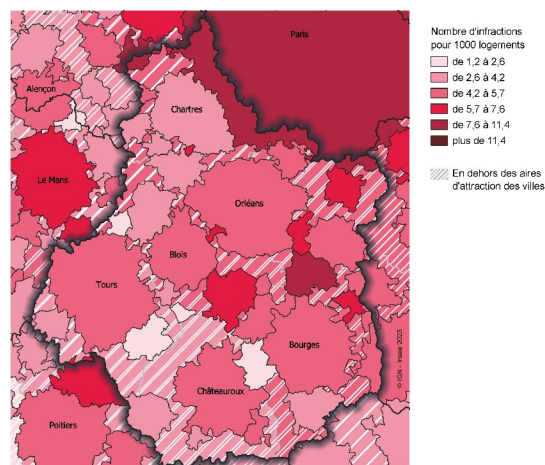 Paris
Nombre d'infractions
pour 1000 logements
de 1,2 à 2,6
de 2,6 à 4,2
de 4,2 à 5,7
de 5,7 à 7,6
de 7,6 à 11,4
plus de 11,4
En dehors des aires
d'attraction des villes
Alençon
Chartres
Le Mans
Orléans
Blois
Tours
Bourges
Châteauroux
Poitiers
© IGN - Insee 2023